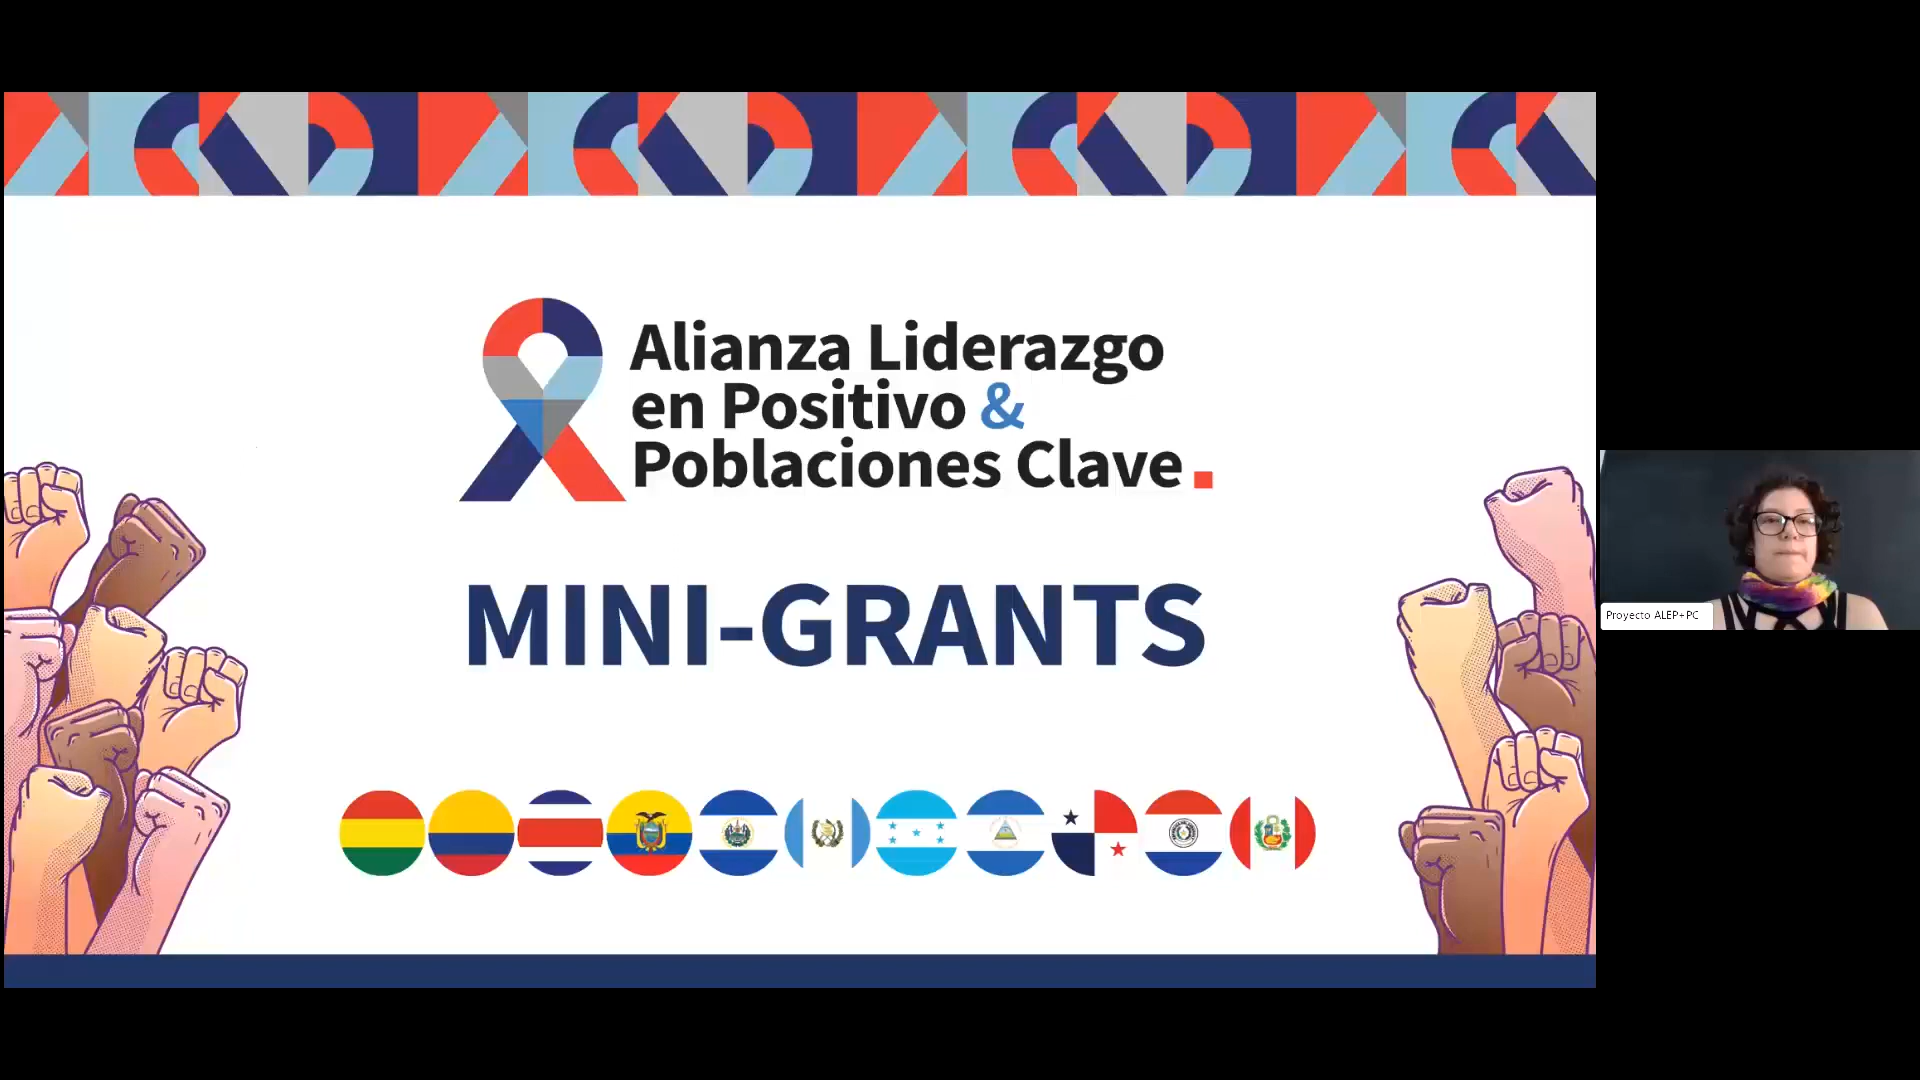 Alianza Liderazgo
en Positivo &
Poblaciones Clave.
MINI-GRANTS
Proyecto ALEP+PC